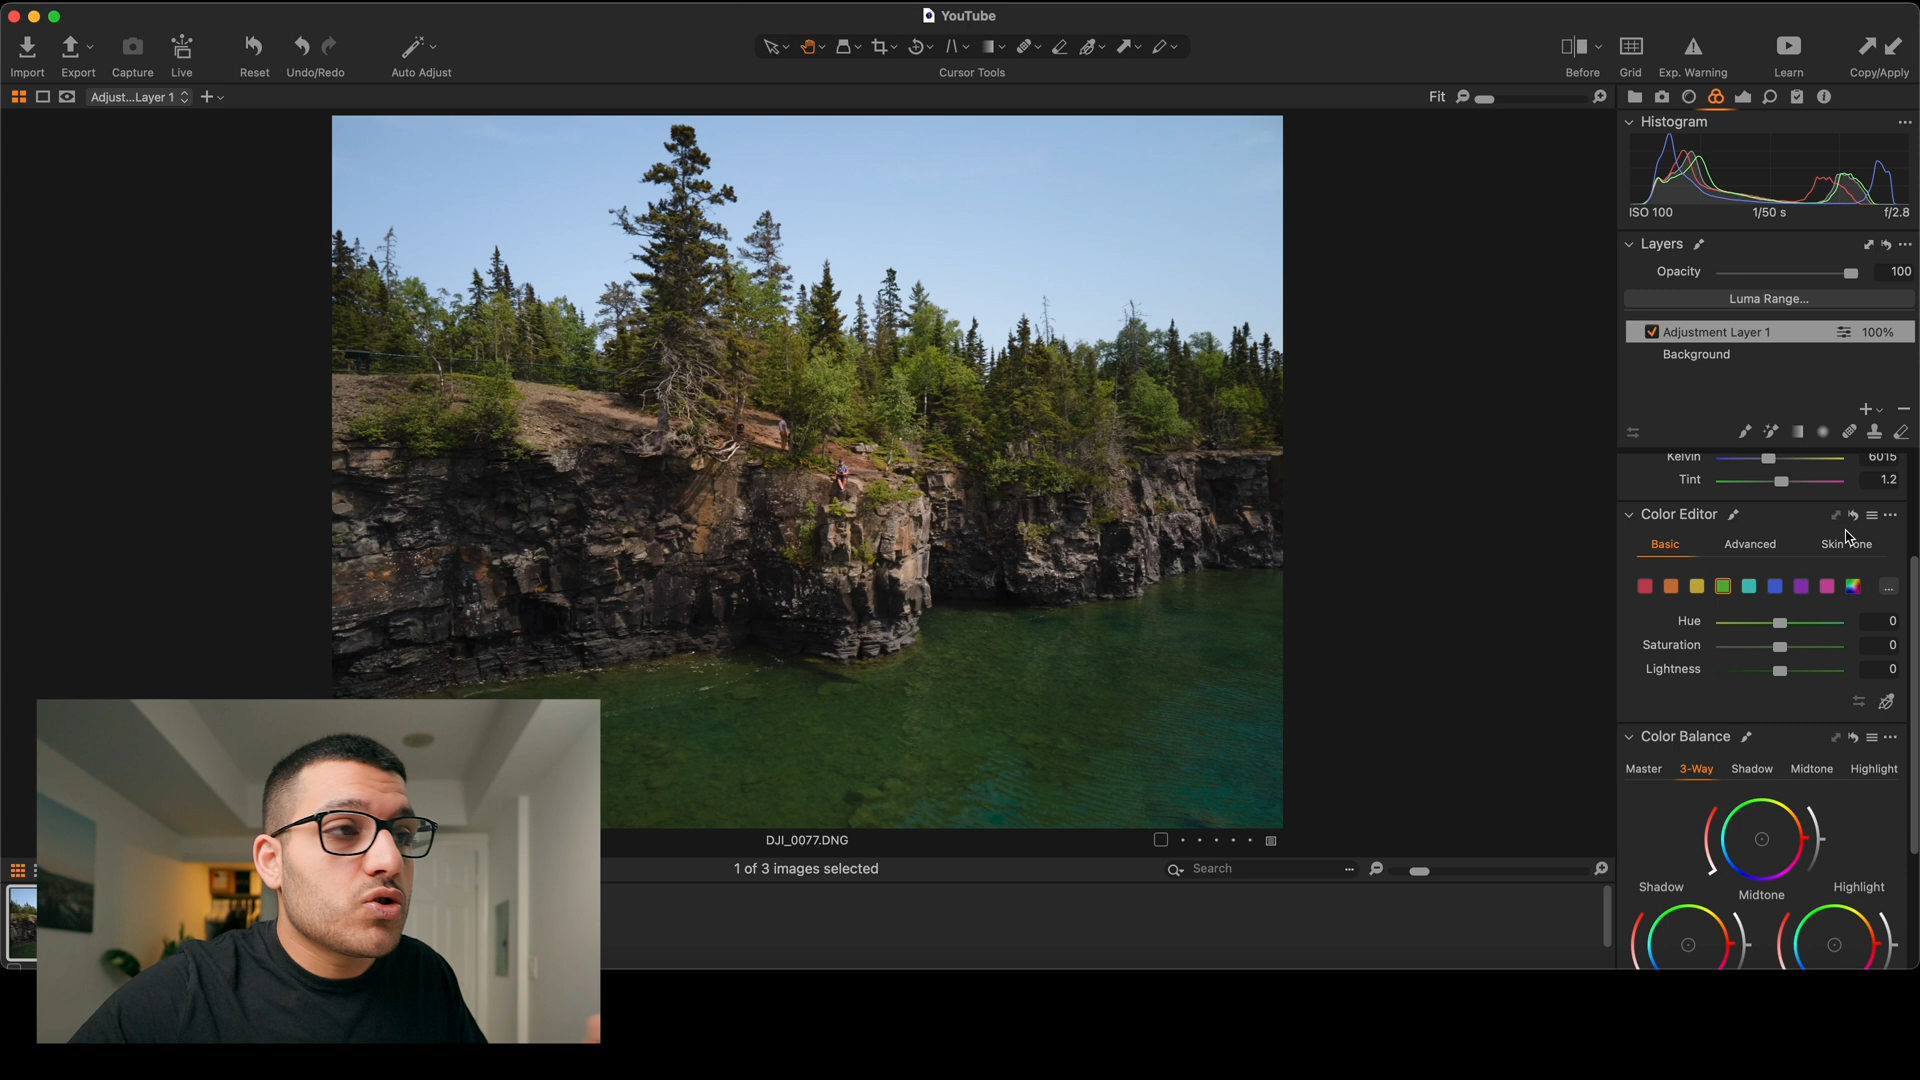 YouTube
Import
Export
Capture
Live
Reset
Undo/Redo
Auto Adjust
Cursor Tools
Before
Grid
Exp. Warning
Learn
Copy/Apply
Adjust...Layer 1
Fit
Histogram
ISO 100
1/50 s
f/2.8
Layers
Opacity
100
Luma Range...
Adjustment Layer 1
100%
Background
Kelvin
6015
Tint
1.2
Color Editor
Basic
Advanced
Skin Tone
Hue
0
Saturation
0
Lightness
0
Color Balance
Master
3-Way
Shadow
Midtone
Highlight
Shadow
Midtone
Highlight
DJI_0077.DNG
1 of 3 images selected
Search